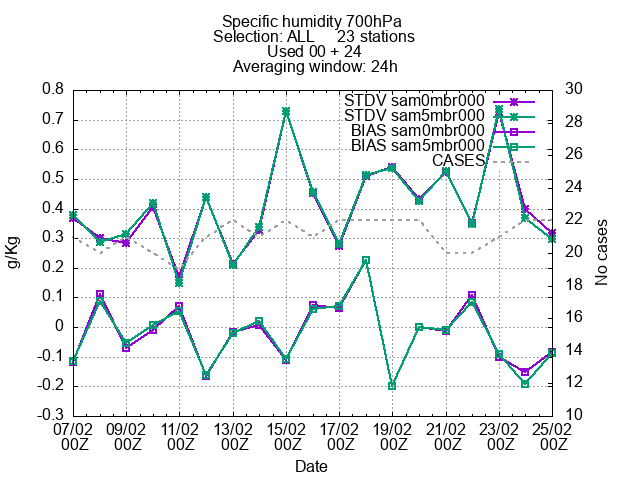 Specific humidity 700hPa
Selection: ALL 23 stations
Used 00 + 24
Averaging window: 24h
STDV sam0mbr000
STDV sam5mbr000
BIAS sam0mbr000
BIAS sam5mbr000
CASES
g/Kg
0.8
0.7
0.6
0.5
0.4
0.3
0.2
0.1
0
-0.1
-0.2
-0.3
30
28
26
24
22
20
18
16
14
12
10
No cases
07/02 09/02 11/02 13/02 15/02 17/02 19/02 21/02 23/02 25/02
00Z 00Z 00Z 00Z 00Z 00Z 00Z 00Z 00Z 00Z
Date